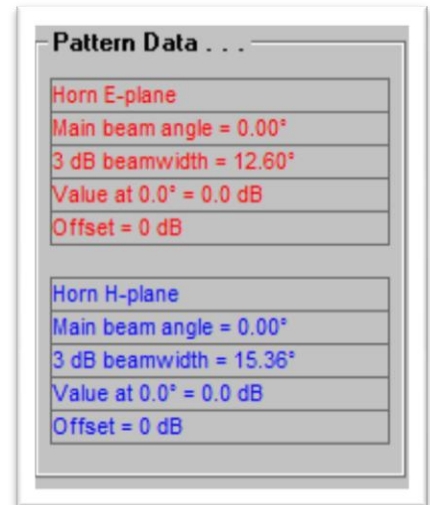 Pattern Data . . .
Horn E-plane
Main beam angle = 0.00°
3 dB beamwidth = 12.60°
Value at 0.0° = 0.0 dB
Offset = 0 dB
Horn H-plane
Main beam angle = 0.00°
3 dB beamwidth = 15.36°
Value at 0.0° = 0.0 dB
Offset = 0 dB